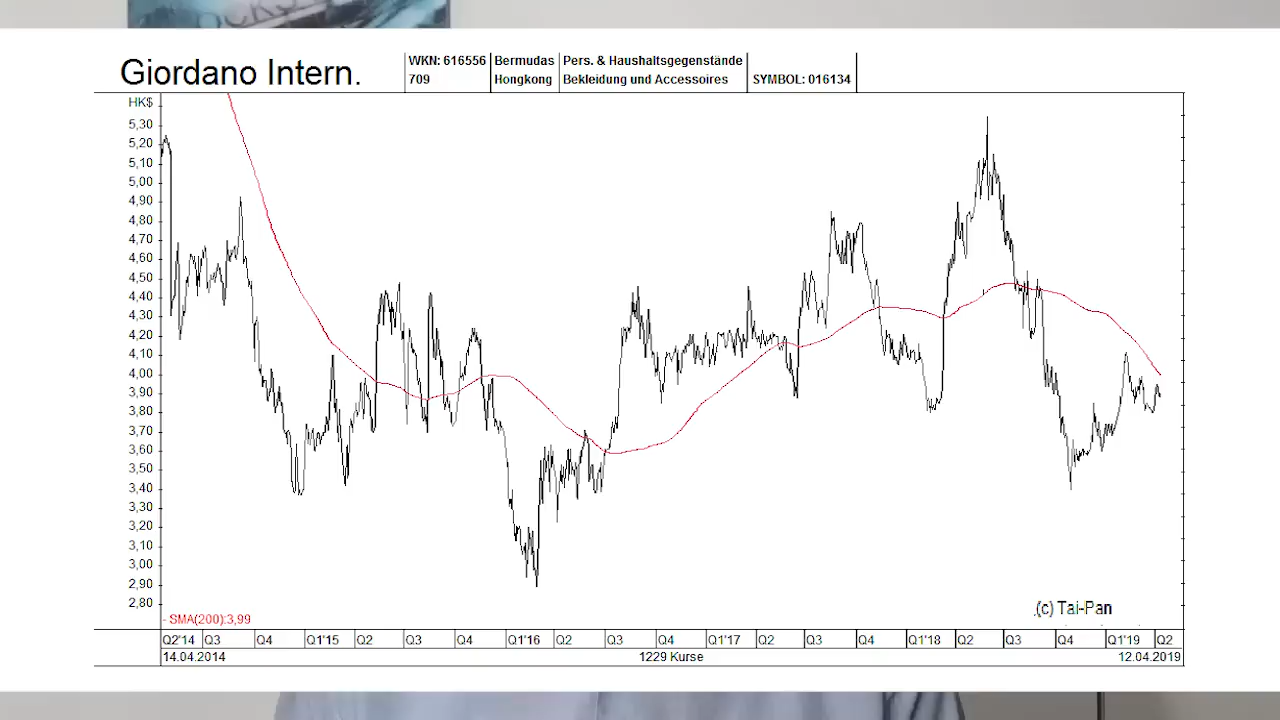 OCKS
Giordano Intern.
WKN: 616556 Bermudas Pers. & Haushaltsgegenstände
709 Hongkong Bekleidung und Accessoires SYMBOL: 016134
HK$
5,30
5,20
5,10
5,00
4,90
4,80
4,70
4,60
4,50
4,40
4,30
4,20
4,10
4,00
3,90
3,80
3,70
3,60
3,50
3,40
3,30
3,20
3,10
3,00
2,90
2,80
(c) Tai-Pan
- SMA(200):3,99
Q2'14 Q3 Q4 Q1'15 Q2 Q3 Q4 Q1'16 Q2 Q3 Q4 Q1'17 Q2 Q3 Q4 Q1'18 Q2 Q3 Q4 Q1'19 Q2
14.04.2014 1229 Kurse 12.04.2019